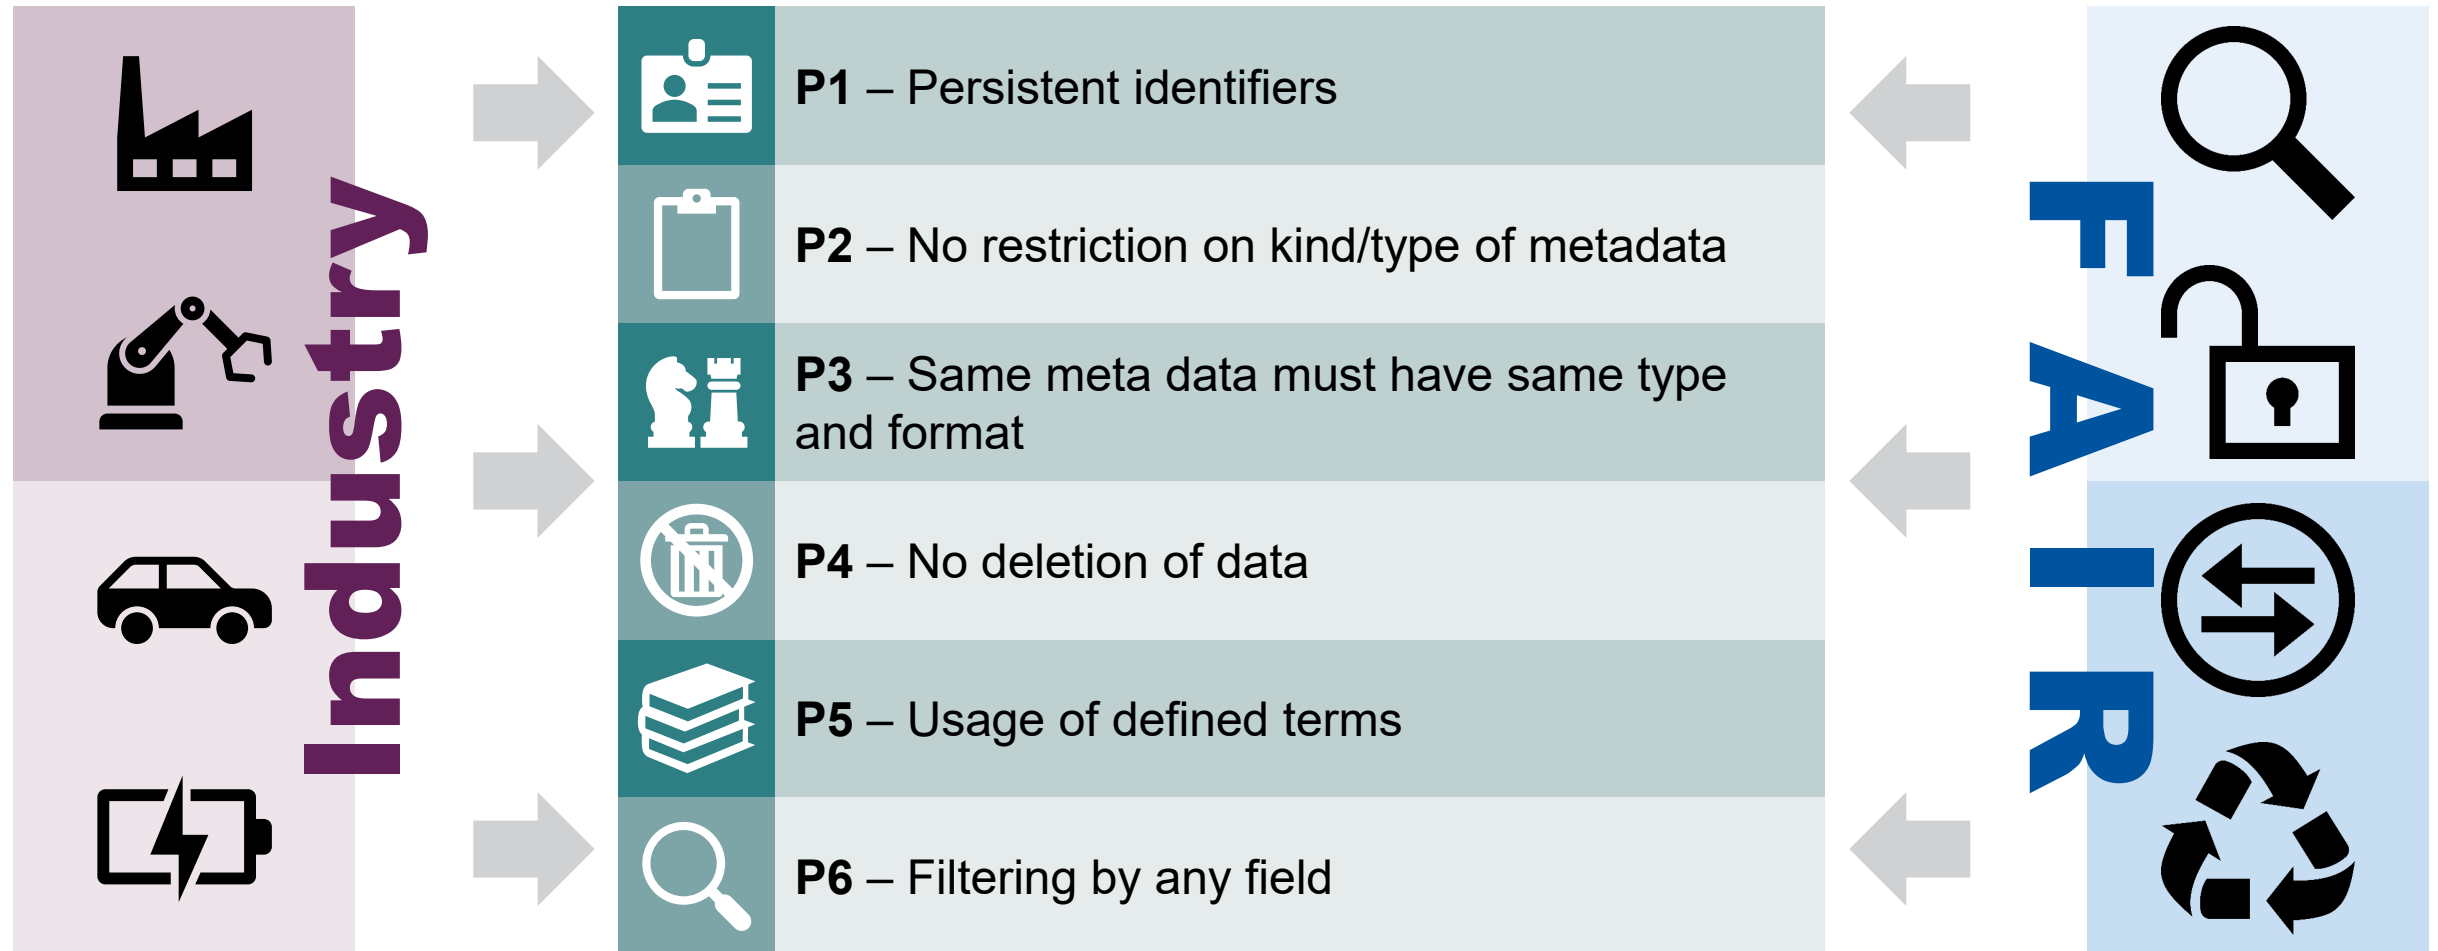 Industry
P1 – Persistent identifiers
P2 – No restriction on kind/type of metadata
P3 – Same meta data must have same type
and format
P4 – No deletion of data
P5 – Usage of defined terms
P6 – Filtering by any field
FAIR